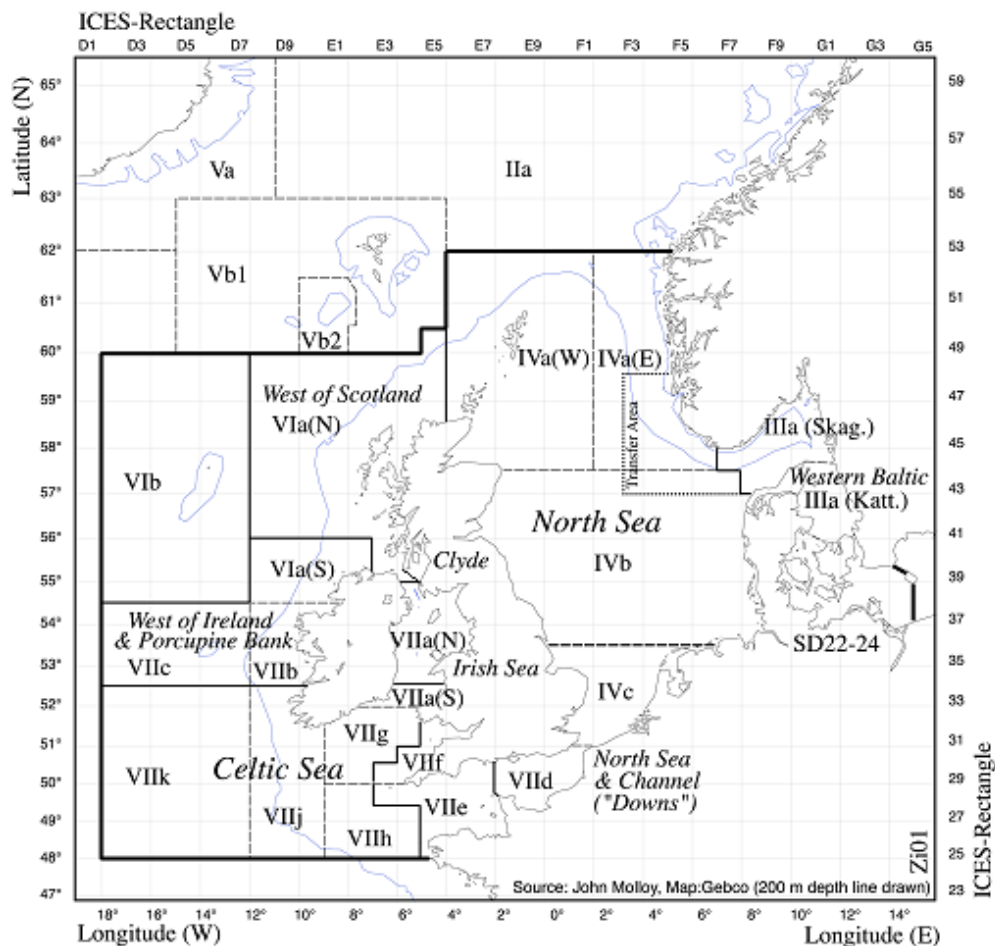 ICES-Rectangle
D1 D3 D5 D7 D9 E1 E3 E5 E7 E9 F1 F3 F5 F7 F9 G1 G3 G5
Latitude (N)
65° 64° 63° 62° 61° 60° 59° 58° 57° 56° 55° 54° 53° 52° 51° 50° 49° 48° 47°
59 57 55 53 51 49 47 45 43 41 39 37 35 33 31 29 27 25 23
ICES-Rectangle
Va
IIa
Vb1
Vb2
IVa(W)
IVa(E)
West of Scotland
VIa(N)
Transfer Area
IIIa (Skag.)
VIb
Western Baltic
IIIa (Katt.)
North Sea
IVb
Clyde
VIa(S)
West of Ireland
& Porcupine Bank
VIIa(N)
Irish Sea
SD22-24
VIIc
VIIb
VIIa(S)
IVc
VIIg
VIIf
North Sea
& Channel
("Downs")
VIIk
Celtic Sea
VIId
VIIe
VIIj
VIIh
Zi01
Source: John Molloy, Map:Gebco (200 m depth line drawn)
18° 16° 14° 12° 10° 8° 6° 4° 2° 0° 2° 4° 6° 8° 10° 12° 14°
Longitude (W)
Longitude (E)